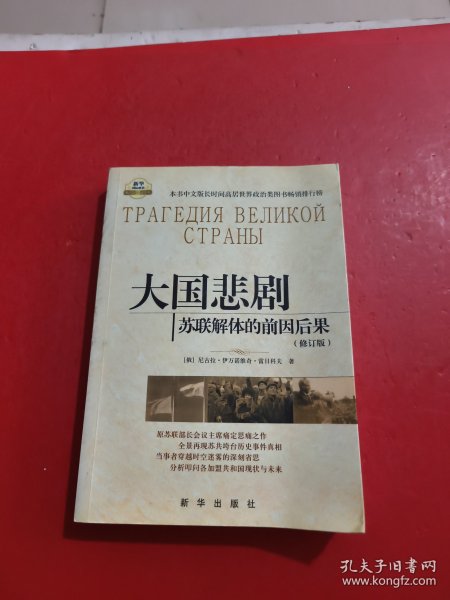 新华
本书中文版长时间高居世界政治类图书畅销排行榜
ТРАГЕДИЯ ВЕЛИКОЙ
СТРАНЫ
大国悲剧
苏联解体的前因后果
（修订版）
［俄］尼古拉·伊万诺维奇·雷日科夫 著
原苏联部长会议主席痛定思痛之作
全景再现苏共垮台历史事件真相
当事者穿越时空迷雾的深刻省思
分析叩问各加盟共和国现状与未来
新华出版社
孔夫子旧书网
www.kongfz.com